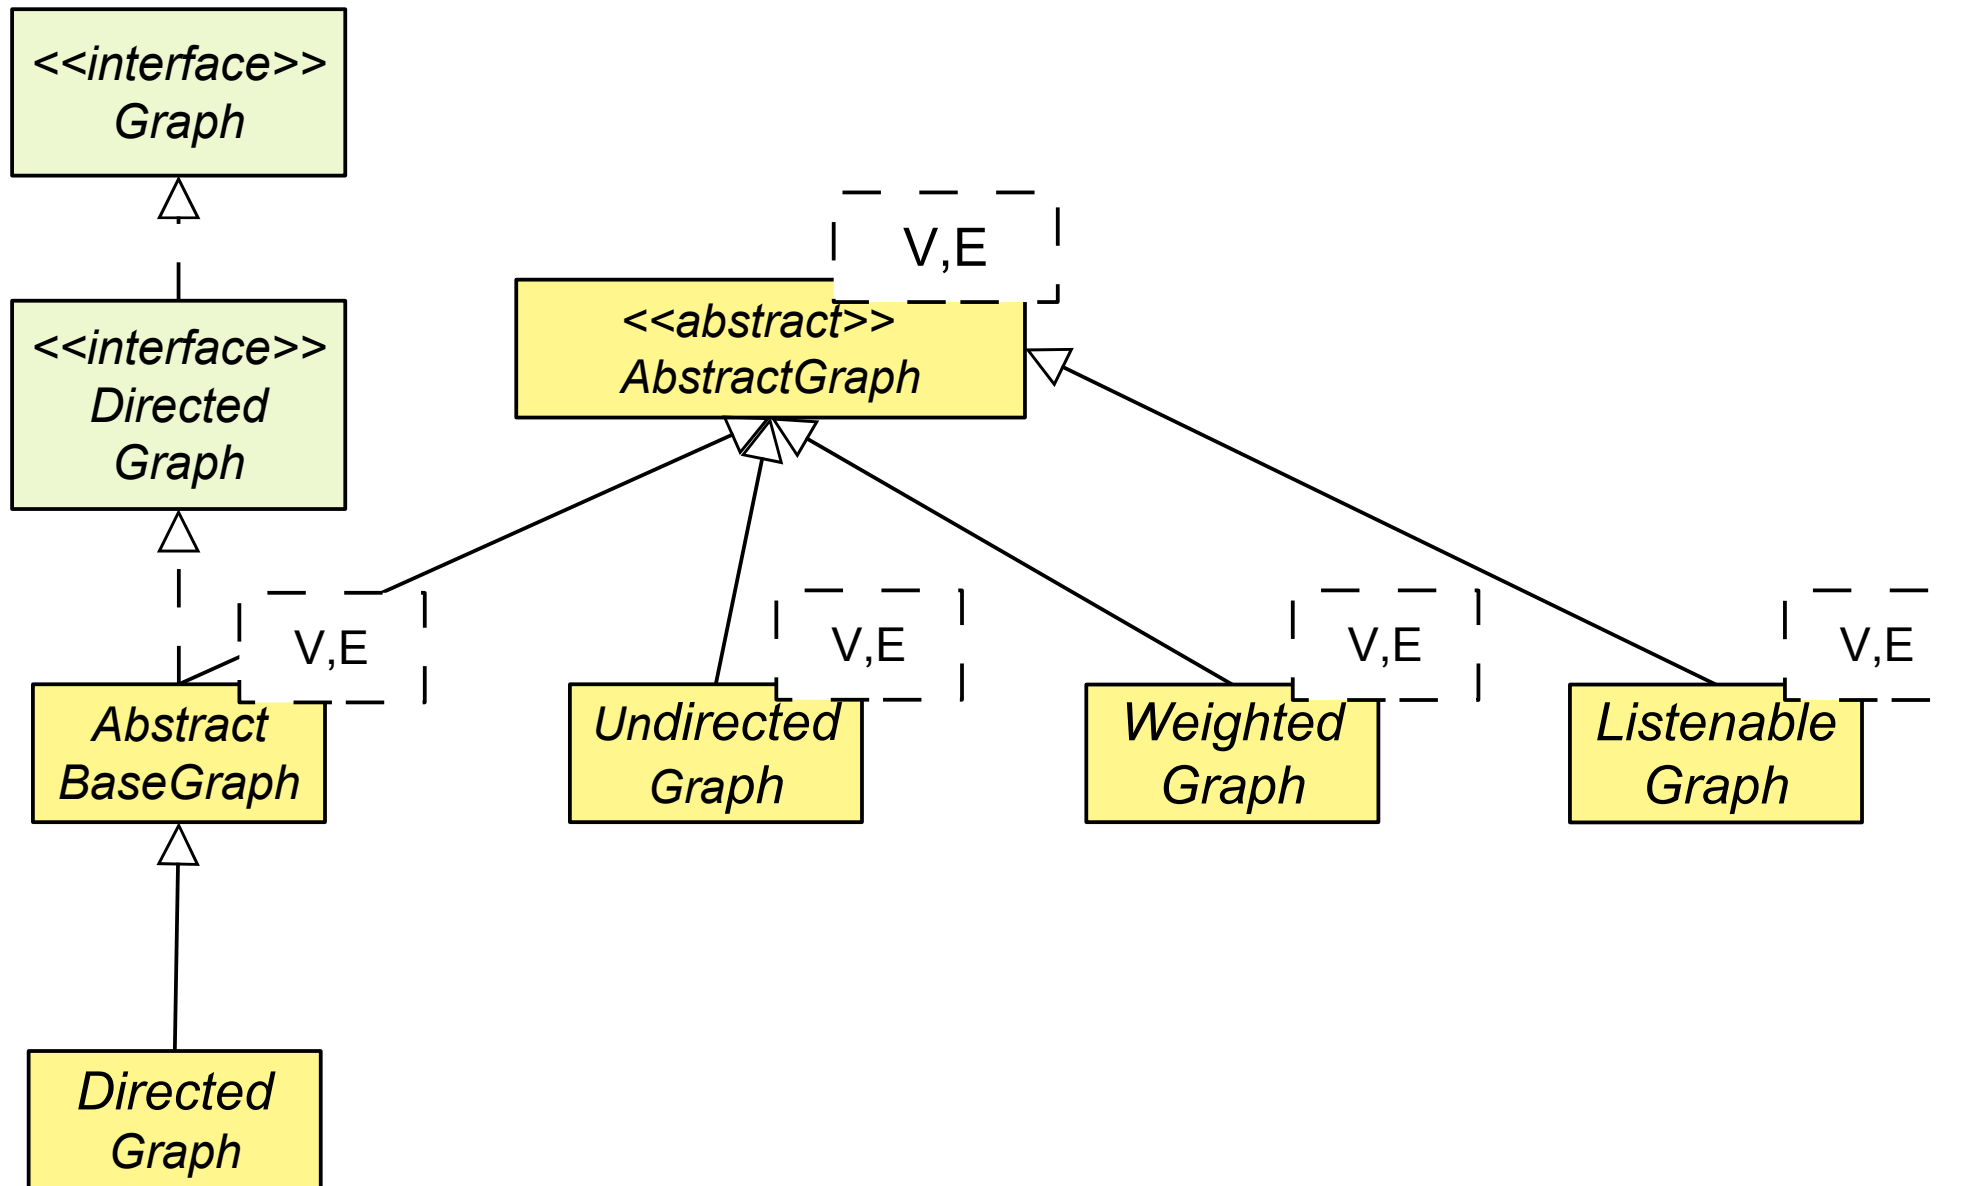 <<interface>>
Graph
V,E
<<interface>>
Directed
Graph
<<abstract>>
AbstractGraph
V,E
V,E
V,E
V,E
Abstract
BaseGraph
Undirected
Graph
Weighted
Graph
Listenable
Graph
Directed
Graph